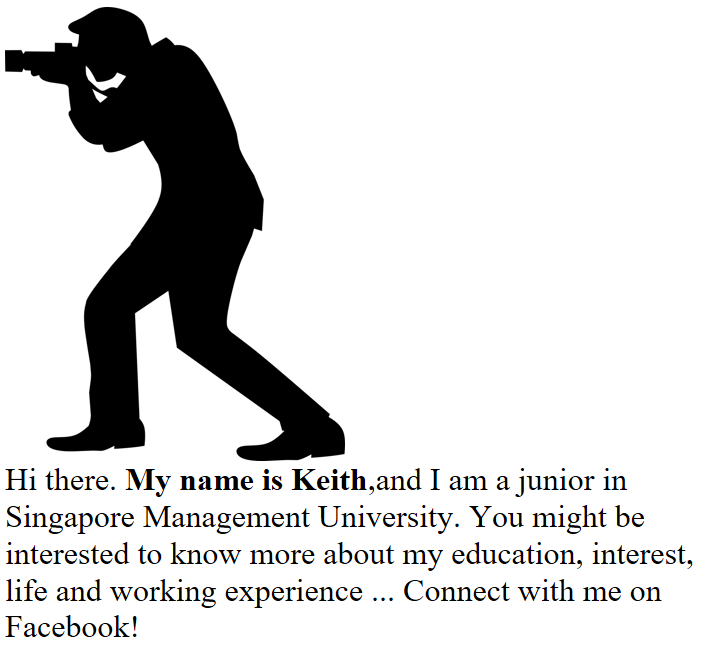 Hi there. My name is Keith,and I am a junior in
Singapore Management University. You might be
interested to know more about my education, interest,
life and working experience ... Connect with me on
Facebook!